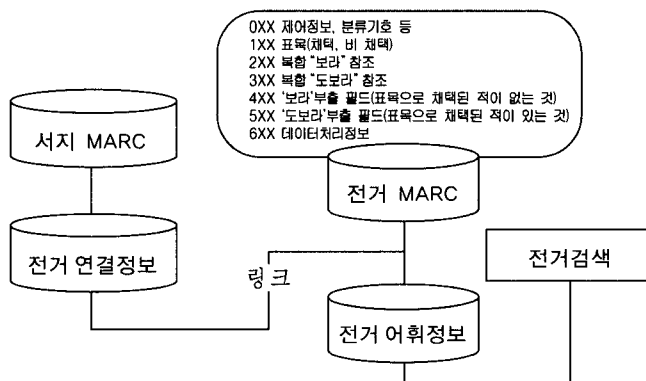 0XX 제어정보, 분류기호 등
1XX 표목(채택, 비 채택)
2XX 복합 "보라" 참조
3XX 복합 "도보라" 참조
4XX '보라'부출 필드(표목으로 채택된 적이 없는 것)
5XX '도보라'부출 필드(표목으로 채택된 적이 있는 것)
6XX 데이터처리정보
서지 MARC
전거 MARC
전거 연결정보
링크
전거검색
전거 어휘정보